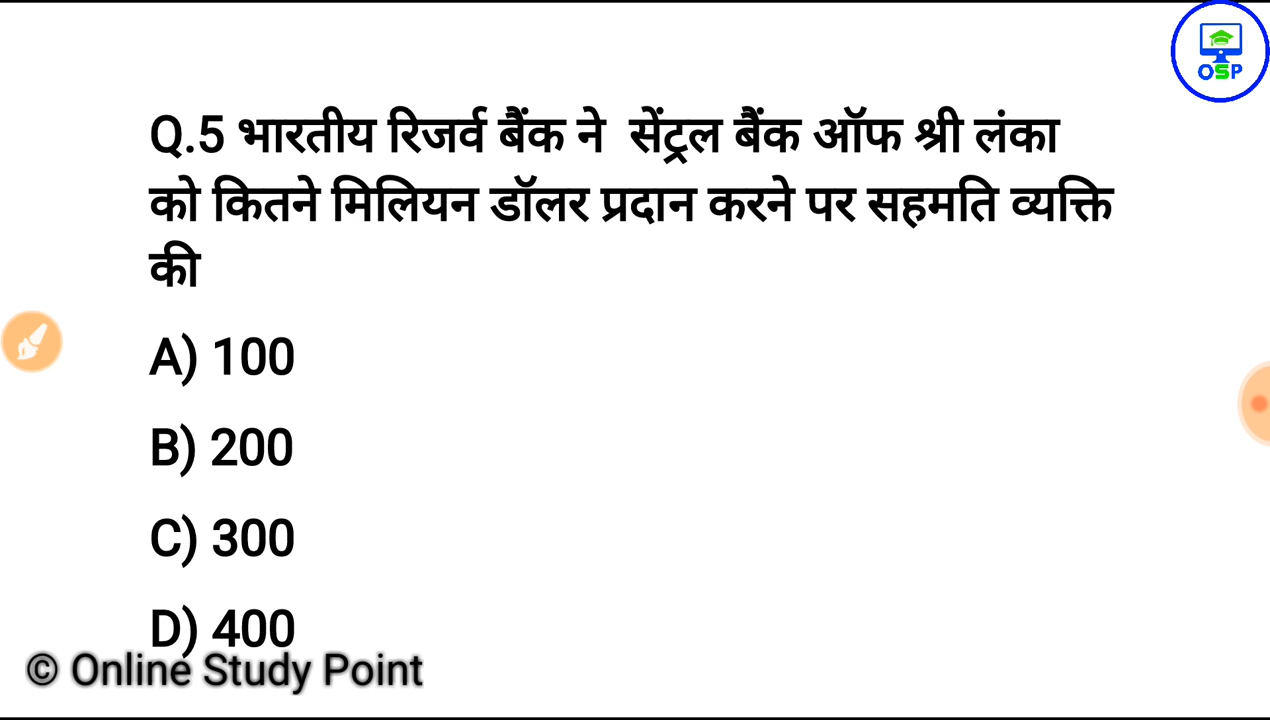 OSP
Q.5 भारतीय रिजर्व बैंक ने सेंट्रल बैंक ऑफ श्री लंका
को कितने मिलियन डॉलर प्रदान करने पर सहमति व्यक्ति
की
A) 100
B) 200
C) 300
D) 400
© Online Study Point